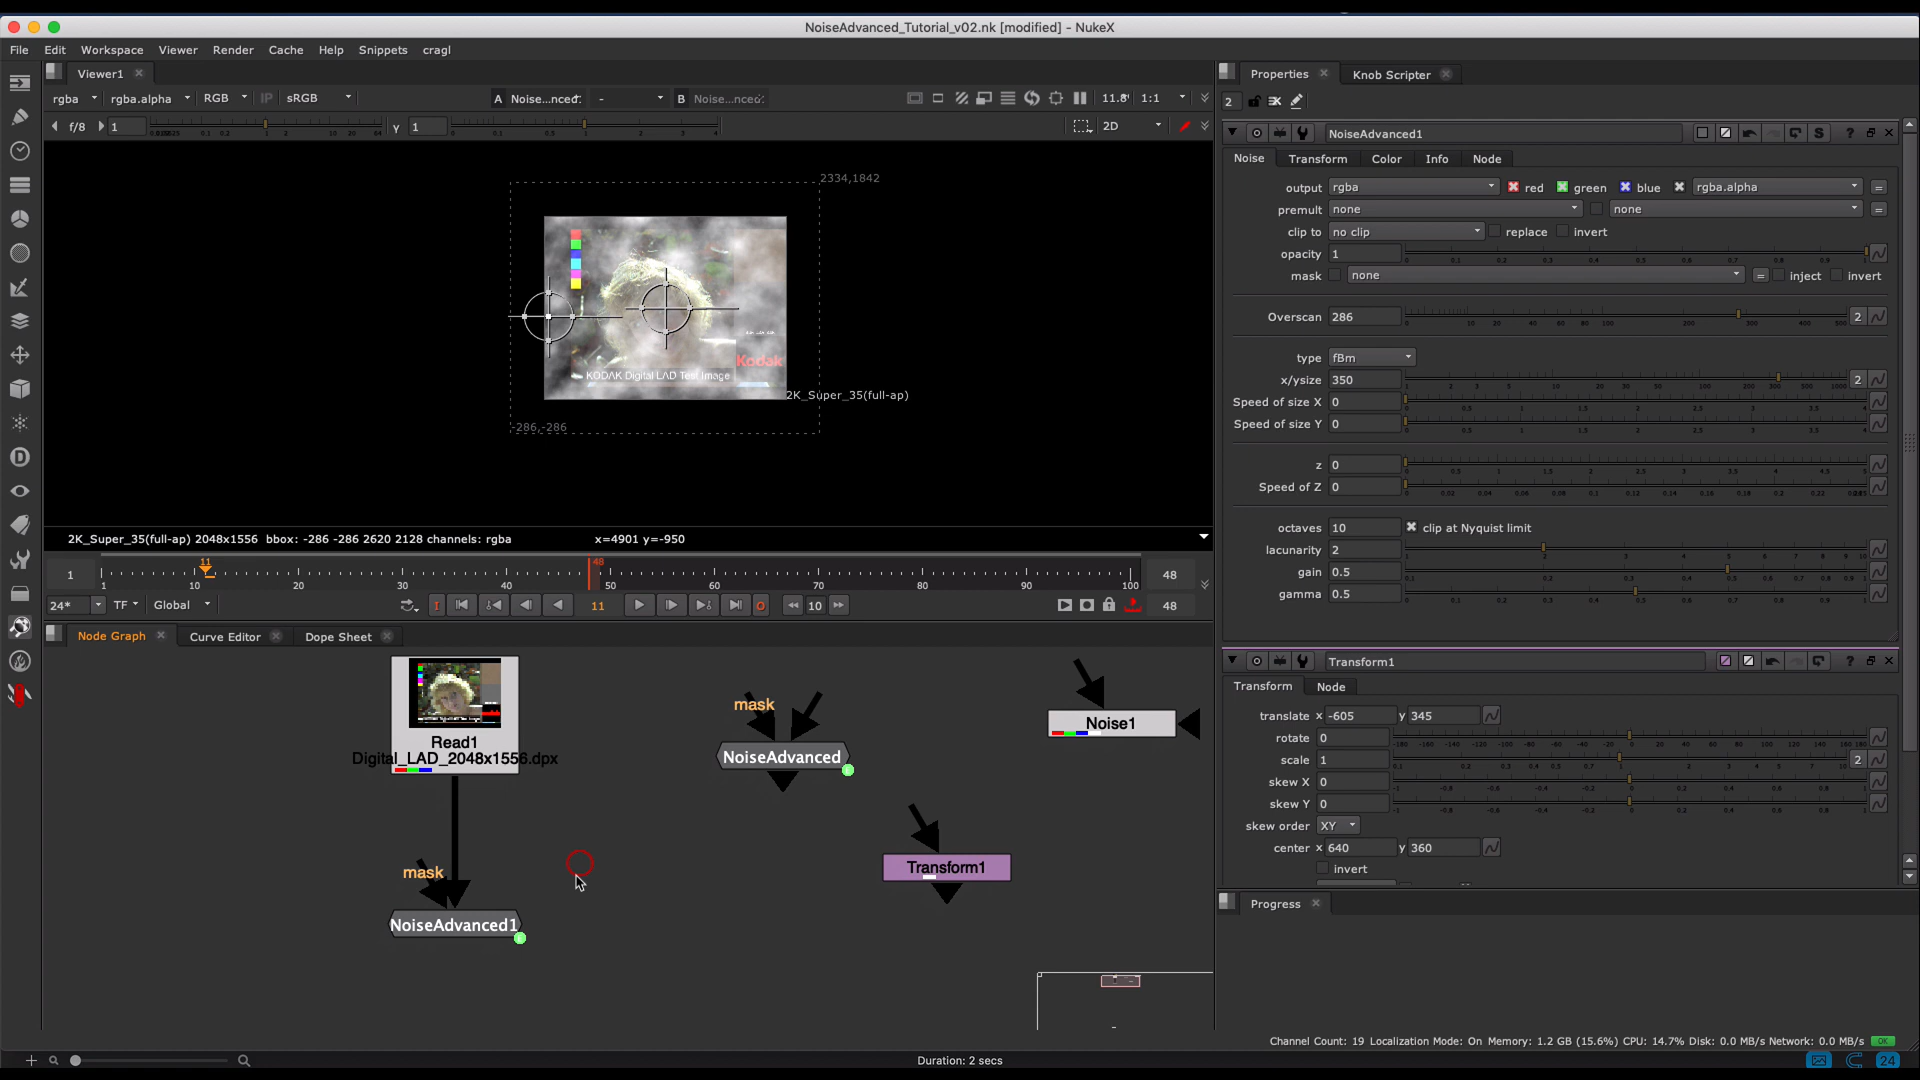 NoiseAdvanced_Tutorial_v02.nk [modified] - NukeX
File Edit Workspace Viewer Render Cache Help Snippets cragl
Viewer1
rgba rgba.alpha RGB IP sRGB A Noise...nced - B Noise...nced 11.8 1:1
f/8 1 y 1 2D
2334,1842
Kodak
KODAK Digital LAD Test Image
2K_Super_35(full-ap)
-286,-286
2K_Super_35(full-ap) 2048x1556 bbox: -286 -286 2620 2128 channels: rgba x=4901 y=-950
11 48
1 1 10 20 30 40 50 60 70 80 90 100 48
24* TF Global I 11 O 10 48
Node Graph Curve Editor Dope Sheet
Read1
Digital_LAD_2048x1556.dpx
mask
NoiseAdvanced
Noise1
Transform1
mask
NoiseAdvanced1
Properties Knob Scripter
2
NoiseAdvanced1 S ?
Noise Transform Color Info Node
output rgba red green blue rgba.alpha =
premult none none =
clip to no clip replace invert
opacity 1
mask none = inject invert
Overscan 286 2
type fBm
x/ysize 350 2
Speed of size X 0
Speed of size Y 0
z 0
Speed of Z 0
octaves 10 clip at Nyquist limit
lacunarity 2
gain 0.5
gamma 0.5
Transform1 ?
Transform Node
translate x -605 y 345
rotate 0
scale 1 2
skew X 0
skew Y 0
skew order XY
center x 640 y 360
invert
Progress
Channel Count: 19 Localization Mode: On Memory: 1.2 GB (15.6%) CPU: 14.7% Disk: 0.0 MB/s Network: 0.0 MB/s OK
Duration: 2 secs
24